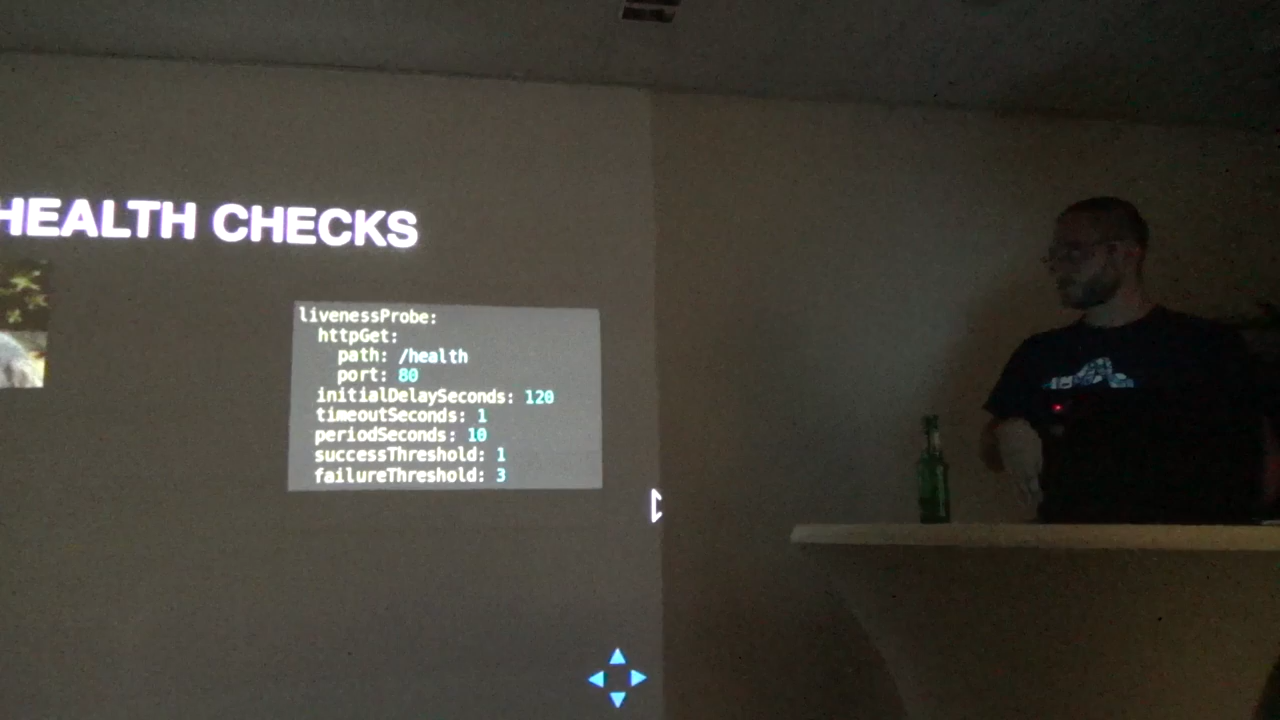 HEALTH CHECKS
livenessProbe:
httpGet:
path: /health
port: 80
initialDelaySeconds: 120
timeoutSeconds: 1
periodSeconds: 10
successThreshold: 1
failureThreshold: 3